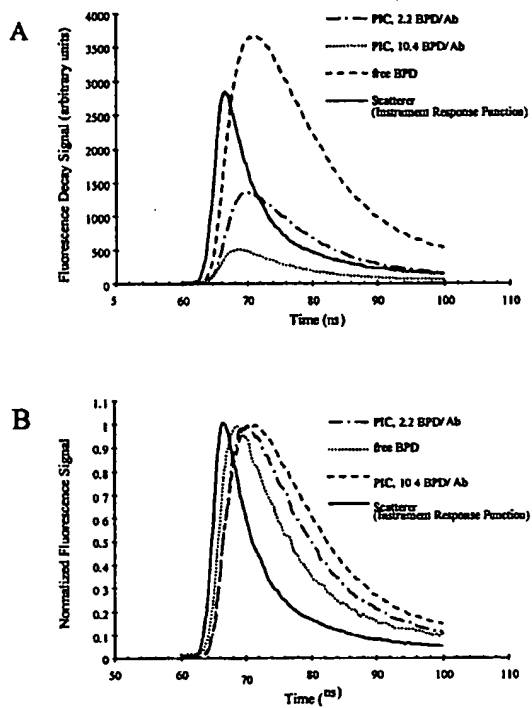 A
PIC, 2.2 BPD/Ab
PIC, 10.4 BPD/Ab
free BPD
Scatterer
(Instrument Response Function)
Fluorescence Decay Signal (arbitrary units)
4000
3500
3000
2500
2000
1500
1000
500
0
5 60 70 80 90 100 110
Time (ns)
B
PIC, 2.2 BPD/Ab
free BPD
PIC, 10 4 BPD/Ab
Scatterer
(Instrument Response Function)
Normalized Fluorescence Signal
1.1
1
0.9
0.8
0.7
0.6
0.5
0.4
0.3
0.2
0.1
0
50 60 70 80 90 100 110
Time (ns)